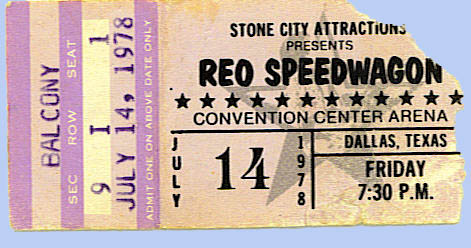 BALCONY
SEC ROW SEAT
9 I 1
JULY 14, 1978
ADMIT ONE ON ABOVE DATE ONLY
STONE CITY ATTRACTIONS
PRESENTS
REO SPEEDWAGON
★ ★ ★ ★ ★ ★ ★ ★ ★ ★ ★ ★
CONVENTION CENTER ARENA
JULY 14 1978
DALLAS, TEXAS
FRIDAY
7:30 P.M.